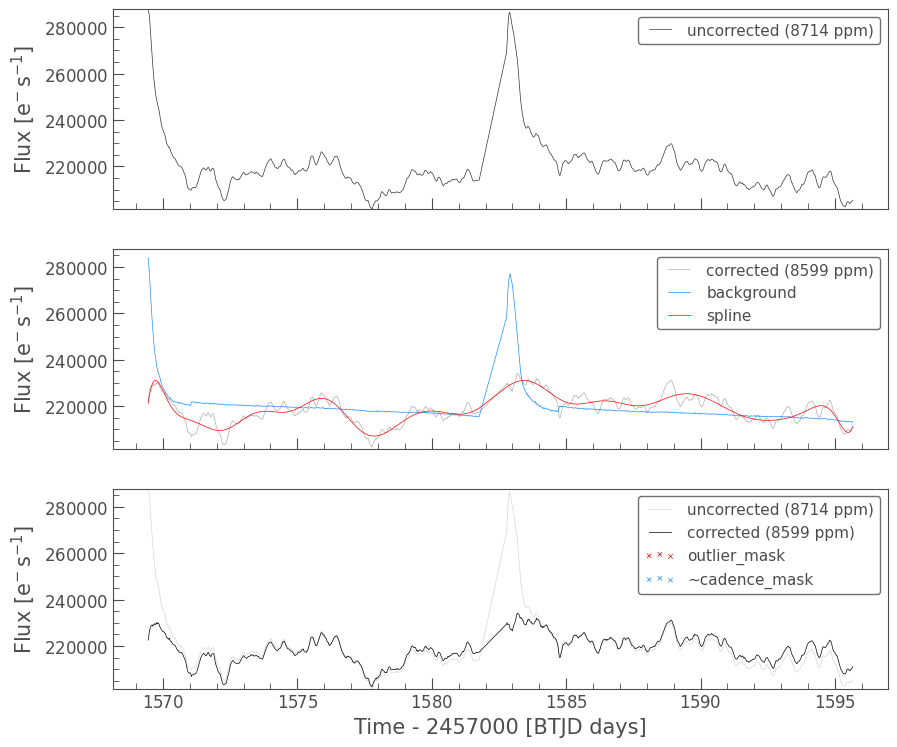 280000
260000
240000
220000
Flux [e⁻ s⁻¹]
uncorrected (8714 ppm)
280000
260000
240000
220000
Flux [e⁻ s⁻¹]
corrected (8599 ppm)
background
spline
280000
260000
240000
220000
Flux [e⁻ s⁻¹]
uncorrected (8714 ppm)
corrected (8599 ppm)
outlier_mask
~cadence_mask
1570 1575 1580 1585 1590 1595
Time - 2457000 [BTJD days]